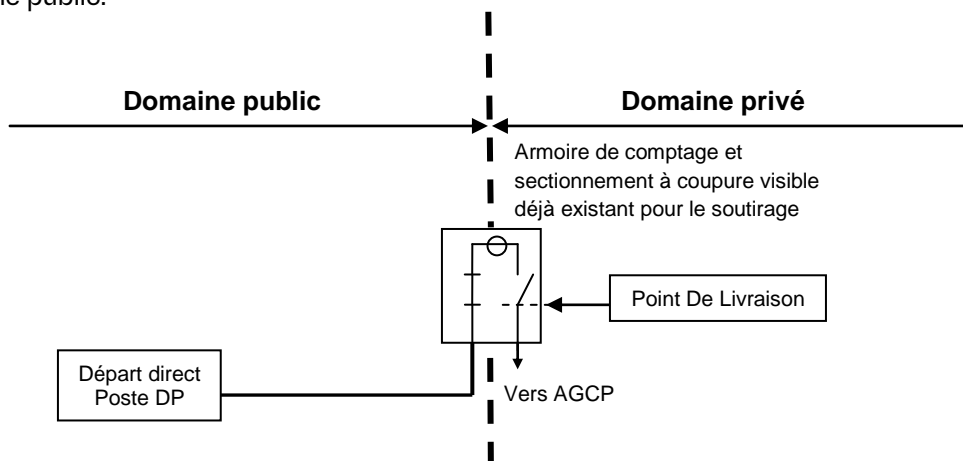 le public.
Domaine public
Domaine privé
Armoire de comptage et
sectionnement à coupure visible
déjà existant pour le soutirage
Point De Livraison
Départ direct
Poste DP
Vers AGCP